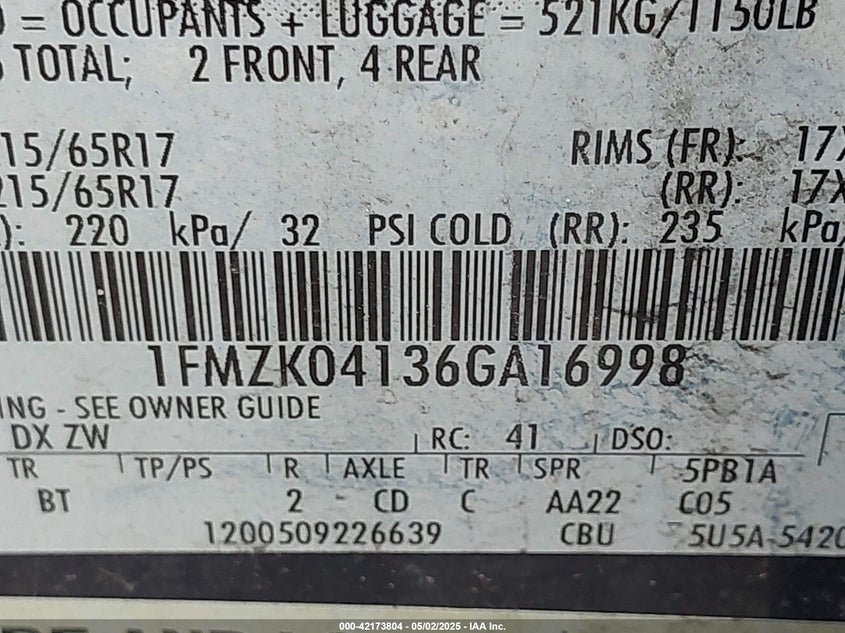 = OCCUPANTS + LUGGAGE = 521KG/1150LB
TOTAL; 2 FRONT, 4 REAR
15/65R17 RIMS (FR): 17X
215/65R17 (RR): 17X
): 220 kPa/ 32 PSI COLD (RR): 235 kPa/
1FMZK04136GA16998
ING - SEE OWNER GUIDE
DX ZW RC: 41 DSO:
TR TP/PS R AXLE TR SPR 5PB1A
BT 2 CD C AA22 C05
1200509226639 CBU 5U5A-5420
000-42173804 - 05/02/2025 - IAA Inc.